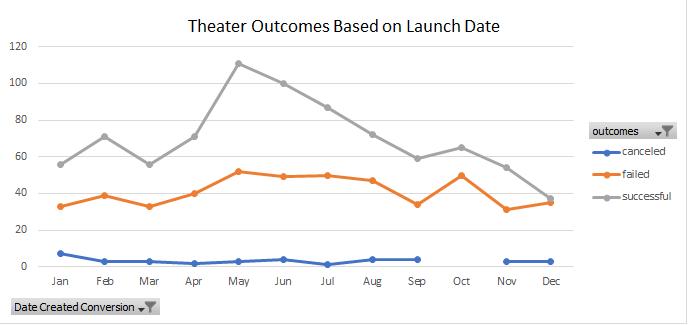 Theater Outcomes Based on Launch Date
120
100
80
60
40
20
0
Jan Feb Mar Apr May Jun Jul Aug Sep Oct Nov Dec
outcomes
canceled
failed
successful
Date Created Conversion